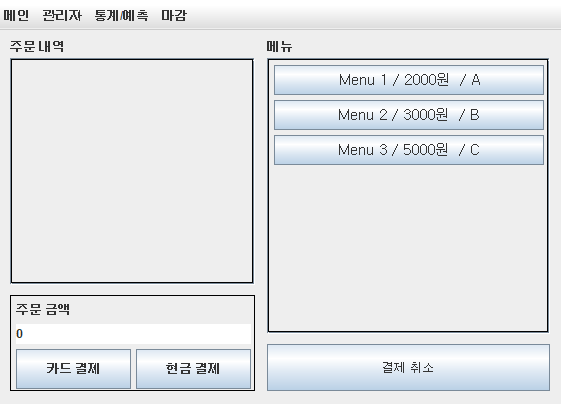 메인 관리자 통계/예측 마감
주문 내역
메뉴
Menu 1 / 2000원 / A
Menu 2 / 3000원 / B
Menu 3 / 5000원 / C
주문 금액
0
카드 결제
현금 결제
결제 취소